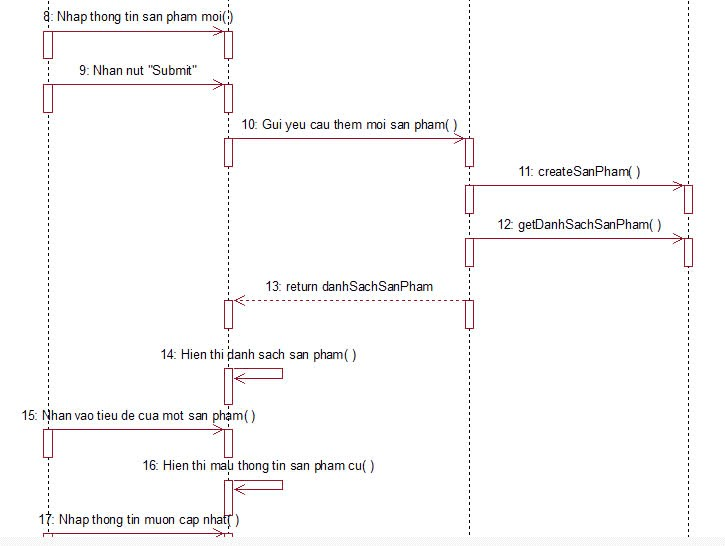 8: Nhap thong tin san pham moi( )
9: Nhan nut "Submit"
10: Gui yeu cau them moi san pham( )
11: createSanPham( )
12: getDanhSachSanPham( )
13: return danhSachSanPham
14: Hien thi danh sach san pham( )
15: Nhan vao tieu de cua mot san pham( )
16: Hien thi mau thong tin san pham cu( )
17: Nhap thong tin muon cap nhat( )